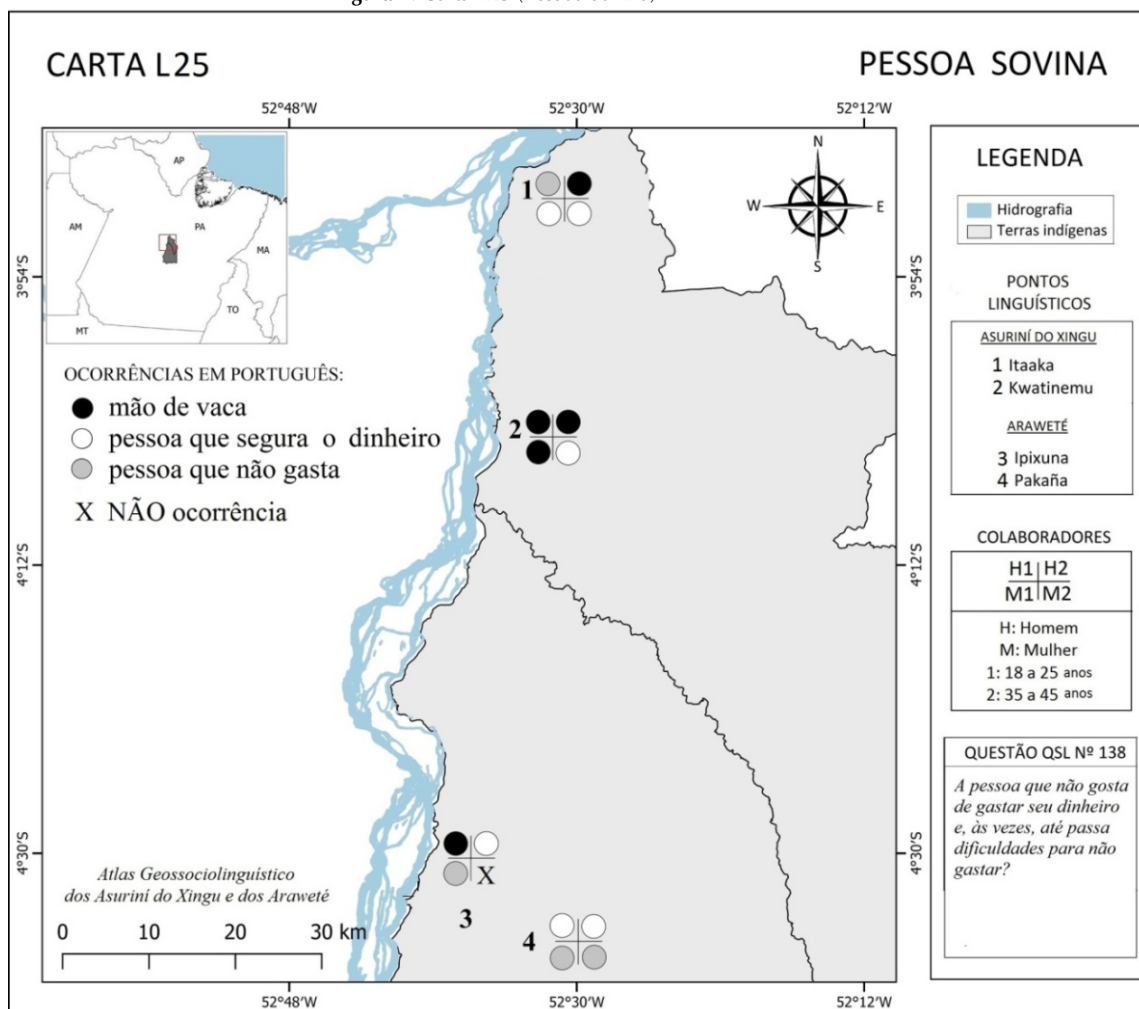 CARTA L25
PESSOA SOVINA
52°48'W
52°30'W
52°12'W
AP
AM
PA
MA
TO
MT
N
W
E
S
1
3°54'S
3°54'S
OCORRÊNCIAS EM PORTUGUÊS:
mão de vaca
pessoa que segura o dinheiro
pessoa que não gasta
X NÃO ocorrência
2
4°12'S
4°12'S
4°30'S
4°30'S
X
3
4
Atlas Geossociolinguístico
dos Asuriní do Xingu e dos Araweté
0 10 20 30 km
52°48'W
52°30'W
52°12'W
LEGENDA
Hidrografia
Terras indígenas
PONTOS
LINGUÍSTICOS
ASURINÍ DO XINGU
1 Itaaka
2 Kwatinemu
ARAWETÉ
3 Ipixuna
4 Pakaña
COLABORADORES
H1 H2
M1 M2
H: Homem
M: Mulher
1: 18 a 25 anos
2: 35 a 45 anos
QUESTÃO QSL Nº 138
A pessoa que não gosta
de gastar seu dinheiro
e, às vezes, até passa
dificuldades para não
gastar?